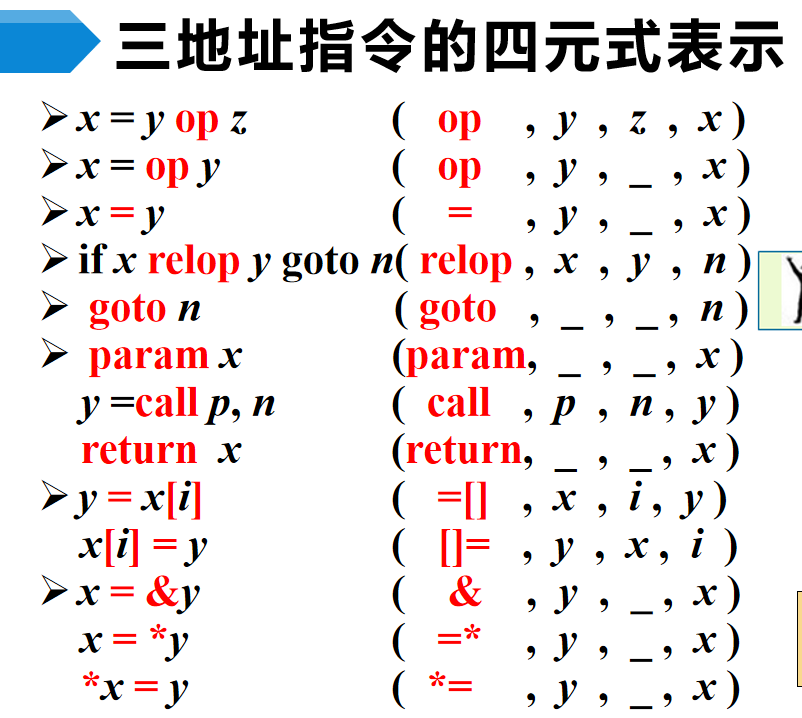 三地址指令的四元式表示
➢ x = y op z ( op , y , z , x )
➢ x = op y ( op , y , _ , x )
➢ x = y ( = , y , _ , x )
➢ if x relop y goto n ( relop , x , y , n )
➢ goto n ( goto , _ , _ , n )
➢ param x (param, _ , _ , x )
y =call p, n ( call , p , n , y )
return x (return, _ , _ , x )
➢ y = x[i] ( =[] , x , i , y )
x[i] = y ( []= , y , x , i )
➢ x = &y ( & , y , _ , x )
x = *y ( =* , y , _ , x )
*x = y ( *= , y , _ , x )